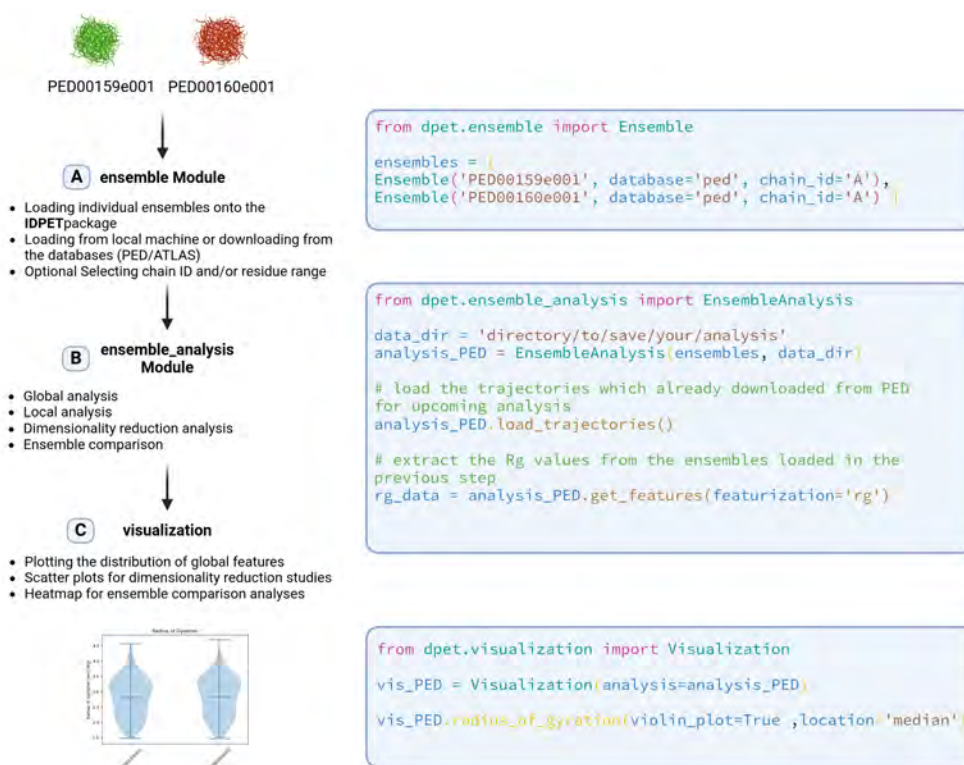 PED00159e001 PED00160e001
A ensemble Module
• Loading individual ensembles onto the
IDPETpackage
• Loading from local machine or downloading from
the databases (PED/ATLAS)
• Optional Selecting chain ID and/or residue range
B ensemble_analysis
Module
• Global analysis
• Local analysis
• Dimensionality reduction analysis
• Ensemble comparison
C visualization
• Plotting the distribution of global features
• Scatter plots for dimensionality reduction studies
• Heatmap for ensemble comparison analyses
Radius of Gyration
from dpet.ensemble import Ensemble
ensembles = [
Ensemble('PED00159e001', database='ped', chain_id='A'),
Ensemble('PED00160e001', database='ped', chain_id='A') ]
from dpet.ensemble_analysis import EnsembleAnalysis
data_dir = 'directory/to/save/your/analysis'
analysis_PED = EnsembleAnalysis(ensembles, data_dir)
# load the trajectories which already downloaded from PED
for upcoming analysis
analysis_PED.load_trajectories()
# extract the Rg values from the ensembles loaded in the
previous step
rg_data = analysis_PED.get_features(featurization='rg')
from dpet.visualization import Visualization
vis_PED = Visualization(analysis=analysis_PED)
vis_PED.radius_of_gyration(violin_plot=True ,location='median')